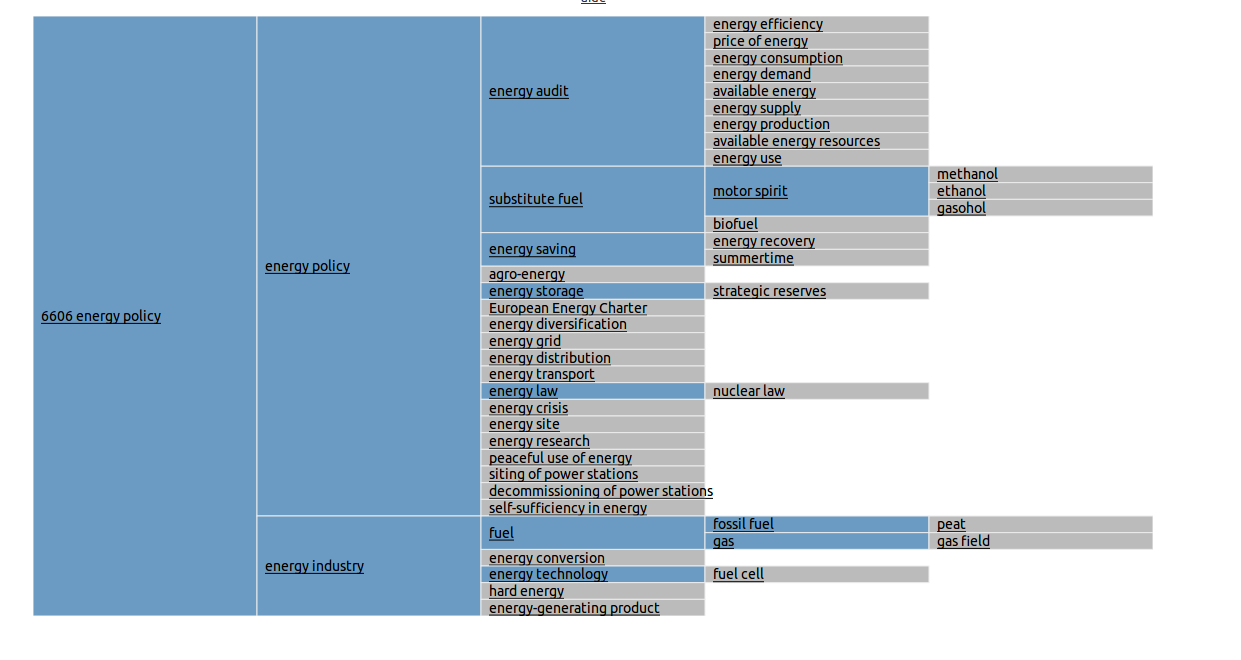 6606 energy policy
energy policy
energy audit
energy efficiency
price of energy
energy consumption
energy demand
available energy
energy supply
energy production
available energy resources
energy use
substitute fuel
motor spirit
methanol
ethanol
gasohol
biofuel
energy saving
energy recovery
summertime
agro-energy
energy storage
strategic reserves
European Energy Charter
energy diversification
energy grid
energy distribution
energy transport
energy law
nuclear law
energy crisis
energy site
energy research
peaceful use of energy
siting of power stations
decommissioning of power stations
self-sufficiency in energy
energy industry
fuel
fossil fuel
peat
gas
gas field
energy conversion
energy technology
fuel cell
hard energy
energy-generating product